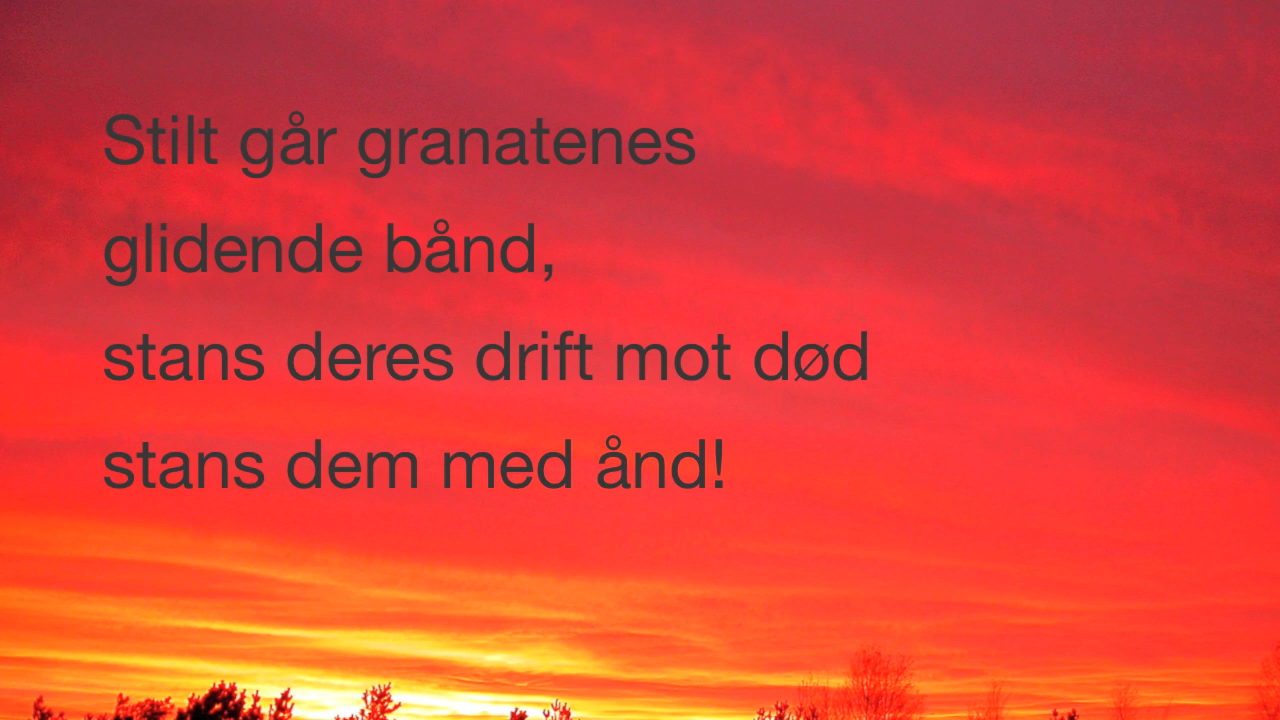 Stilt går granatenes
glidende bånd,
stans deres drift mot død
stans dem med ånd!